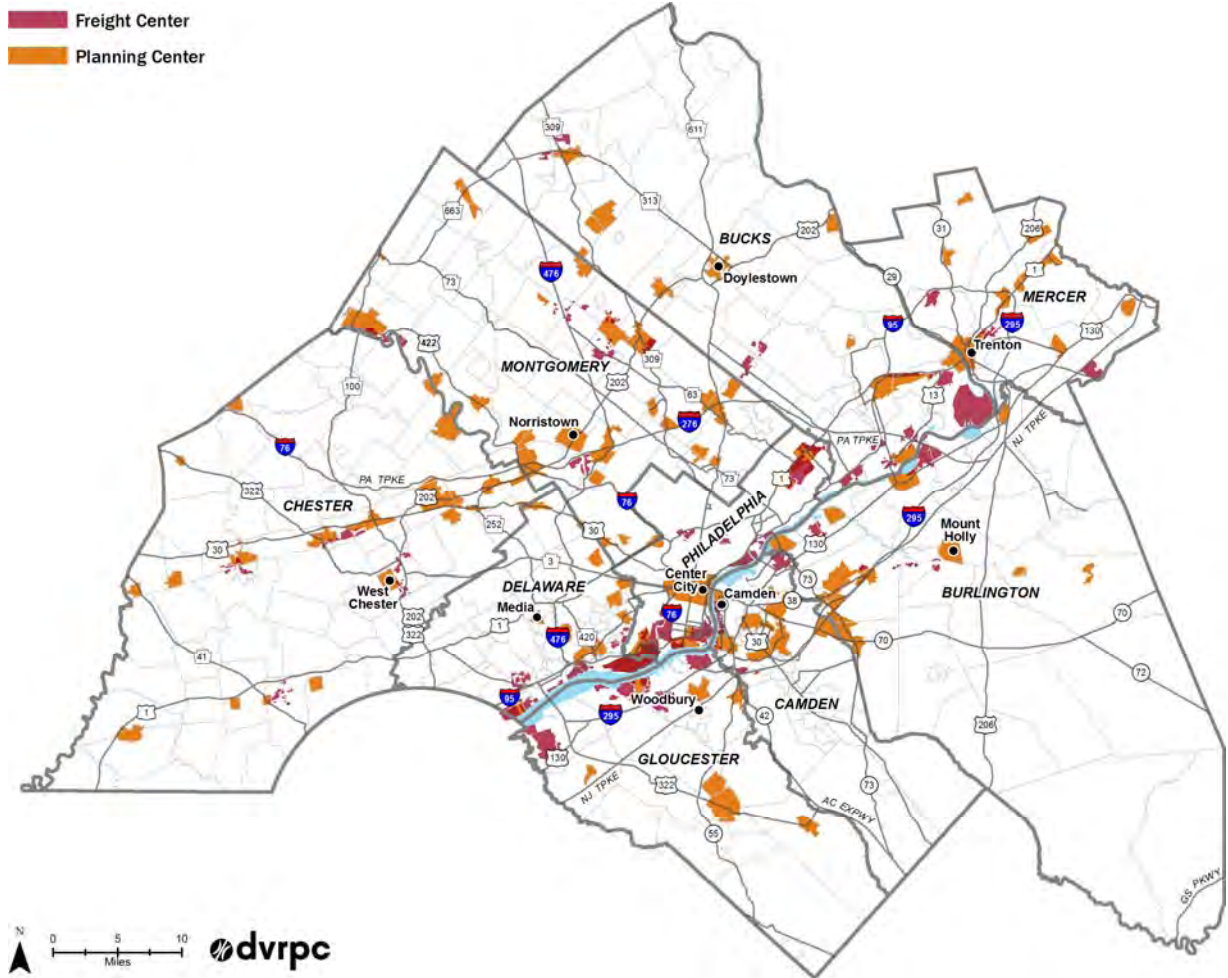 Freight Center
Planning Center
309
611
663
313
BUCKS
202
31
206
476
Doylestown
1
29
MERCER
73
95
295
130
422
Trenton
MONTGOMERY
309
100
202
13
63
Norristown
276
PA TPKE
NJ TPKE
76
PA TPKE
1
73
322
202
CHESTER
76
PHILADELPHIA
295
252
30
Mount
Holly
130
30
3
Center
City
73
DELAWARE
West
Chester
Camden
38
BURLINGTON
Media
76
202
322
1
476
420
30
70
70
41
72
95
Woodbury
295
CAMDEN
1
42
206
130
GLOUCESTER
NJ TPKE
322
73
AC EXPWY
55
GS PKWY
N
0 5 10
Miles
dvrpc